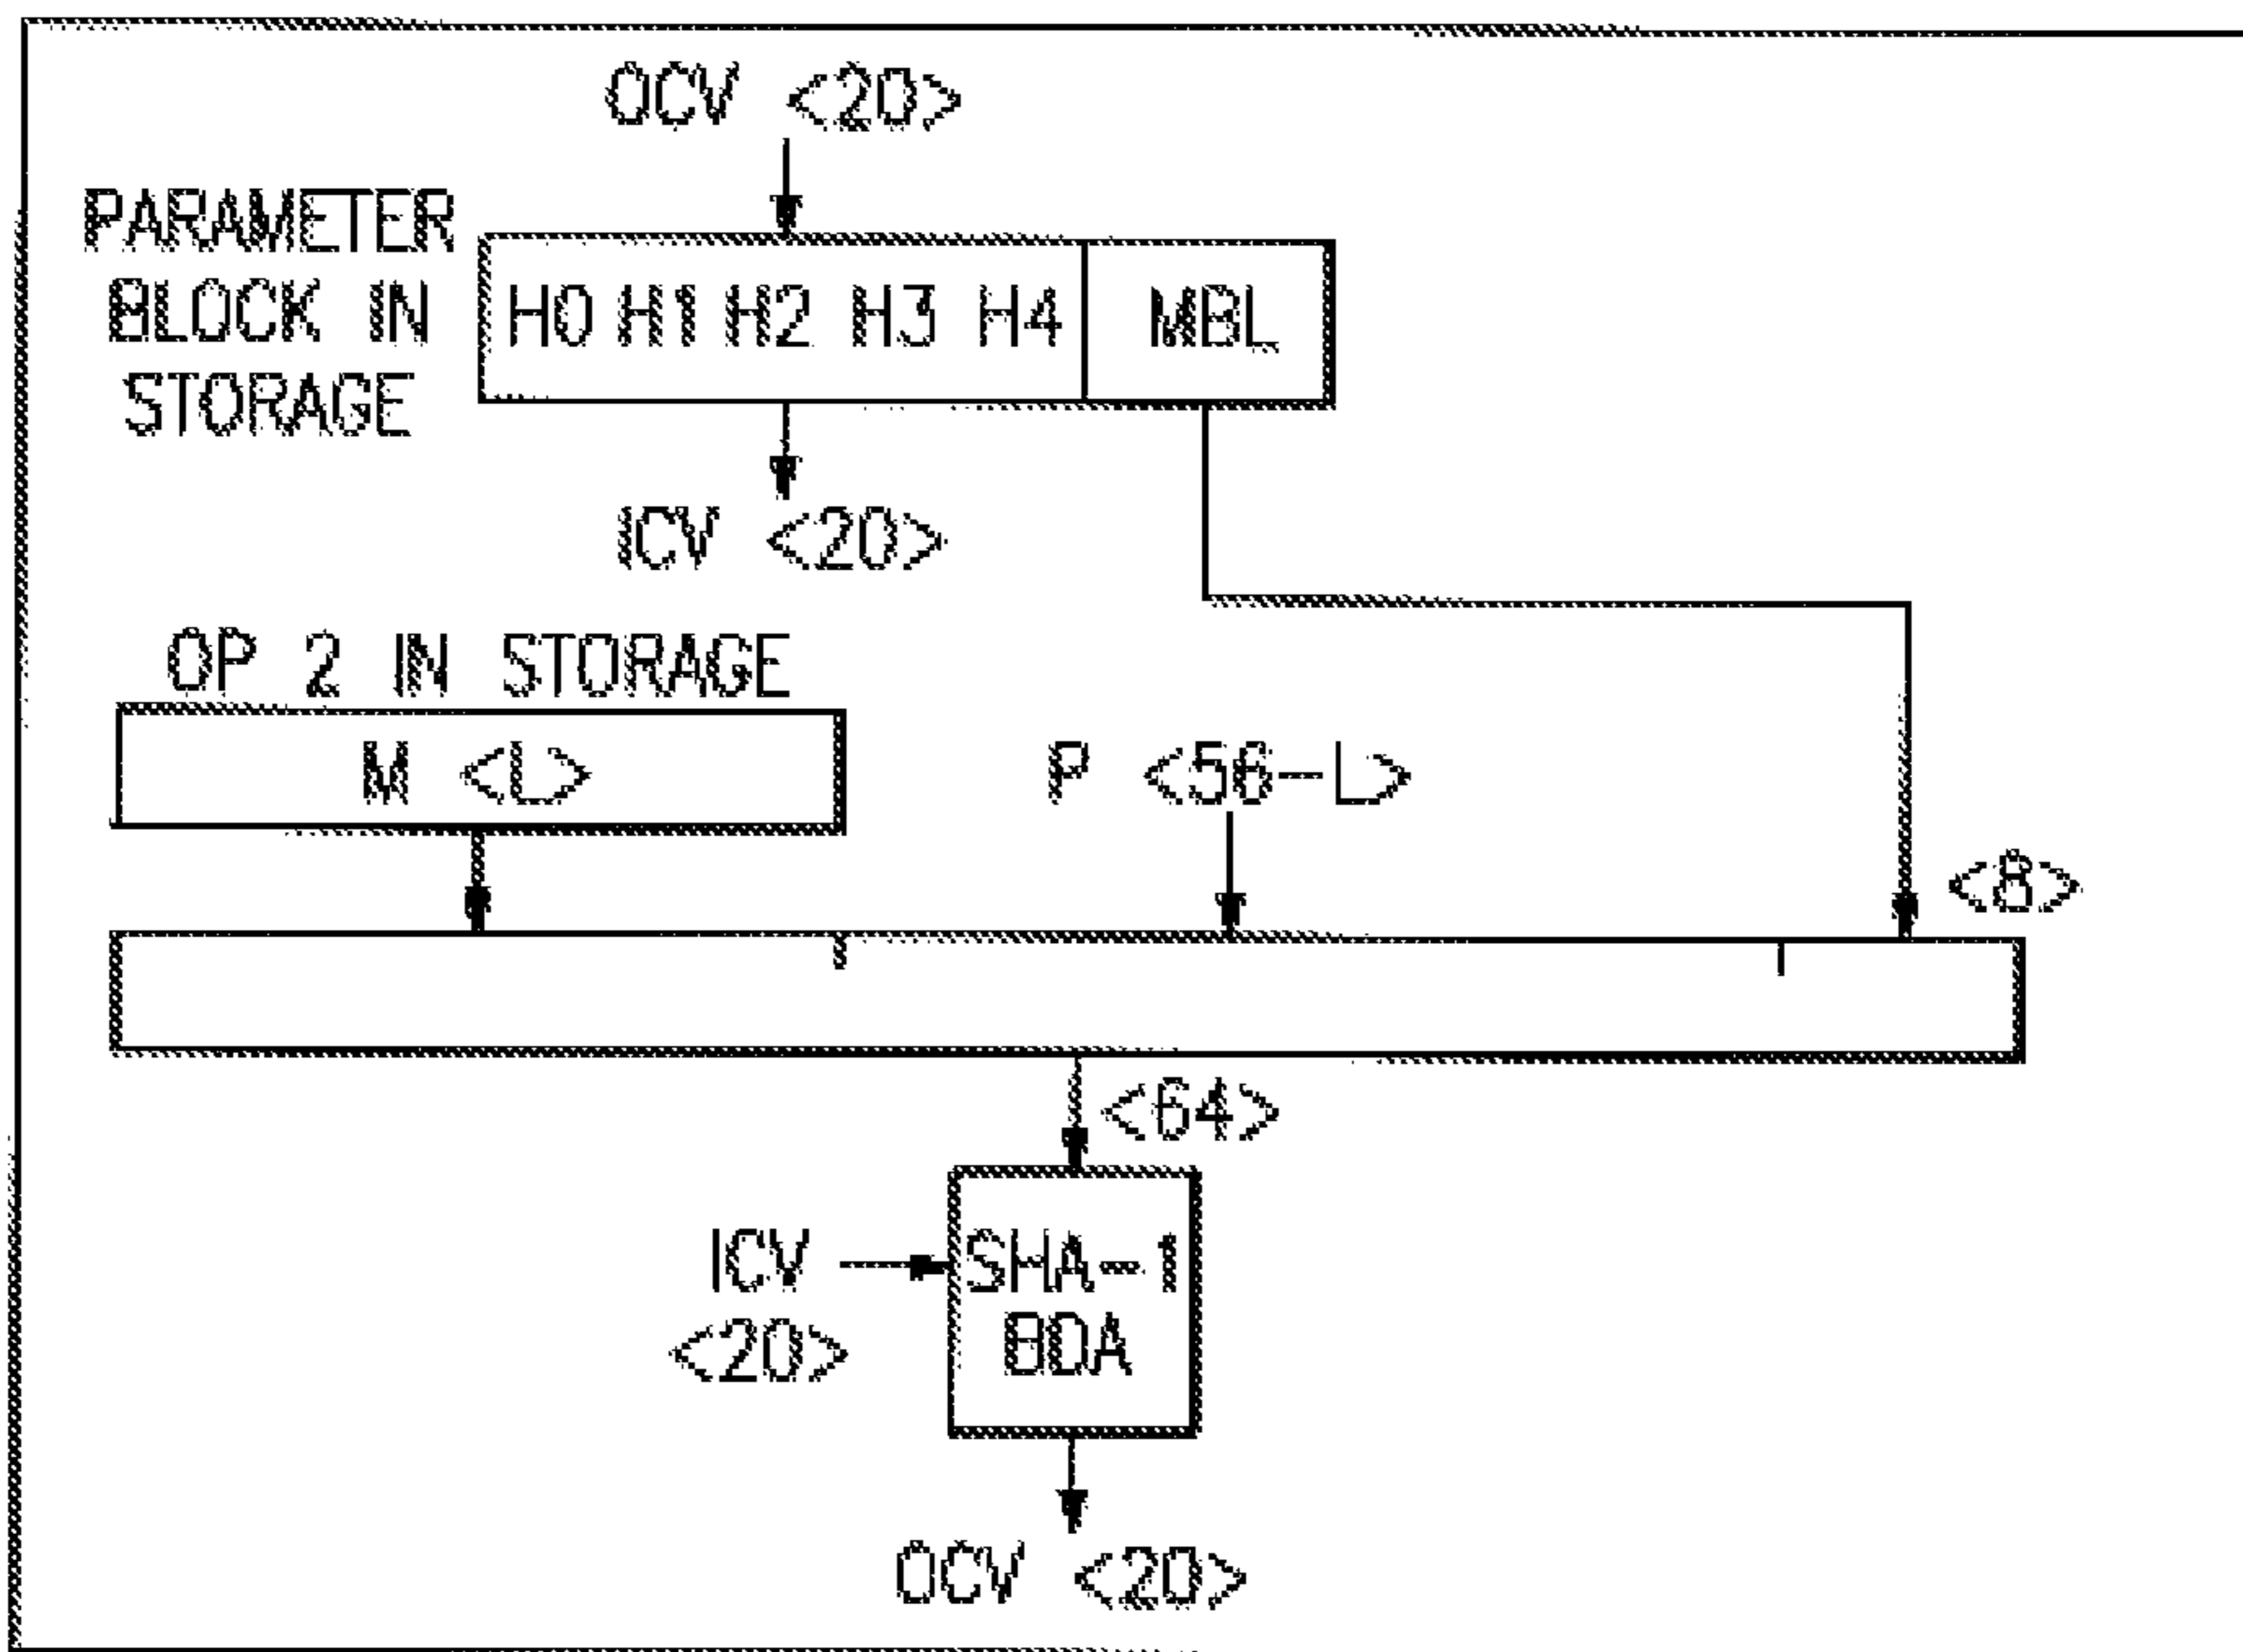 OCV <20>
PARAMETER
BLOCK IN
STORAGE
H0 H1 H2 H3 H4 MBL
ICV <20>
OP 2 IN STORAGE
M <L>
P <56-L>
<8>
<64>
ICV
<20>
SHA-1
BDA
OCV <20>